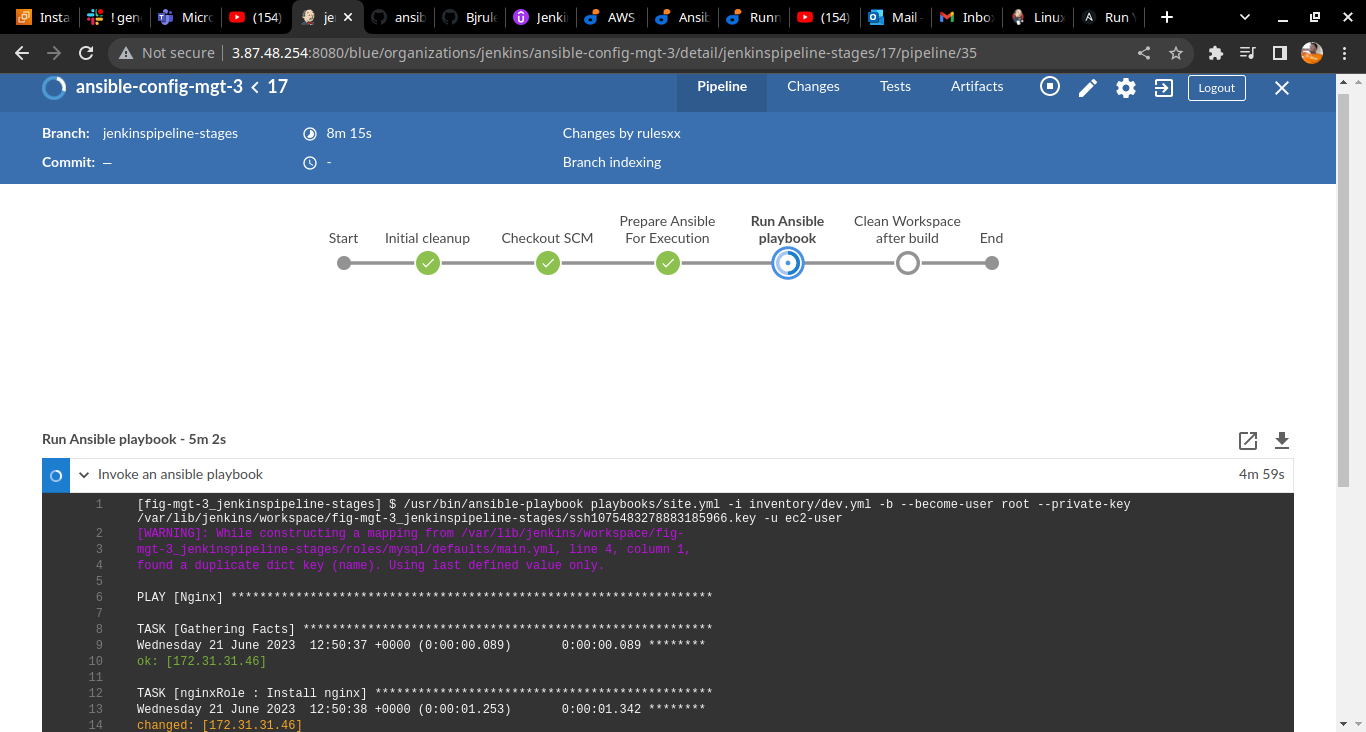 Insta
! gen
Micro
(154)
je
ansib
Bjrule
Jenki
AWS
Ansib
Runn
(154)
Mail -
Inbox
Linux
Run Y
Not secure | 3.87.48.254:8080/blue/organizations/jenkins/ansible-config-mgt-3/detail/jenkinspipeline-stages/17/pipeline/35
ansible-config-mgt-3 < 17
Pipeline Changes Tests Artifacts Logout
Branch: jenkinspipeline-stages 8m 15s Changes by rulesxx
Commit: — - Branch indexing
Start
Initial cleanup
Checkout SCM
Prepare Ansible
For Execution
Run Ansible
playbook
Clean Workspace
after build
End
Run Ansible playbook - 5m 2s
Invoke an ansible playbook 4m 59s
1 [fig-mgt-3_jenkinspipeline-stages] $ /usr/bin/ansible-playbook playbooks/site.yml -i inventory/dev.yml -b --become-user root --private-key
/var/lib/jenkins/workspace/fig-mgt-3_jenkinspipeline-stages/ssh1075483278883185966.key -u ec2-user
2 [WARNING]: While constructing a mapping from /var/lib/jenkins/workspace/fig-
3 mgt-3_jenkinspipeline-stages/roles/mysql/defaults/main.yml, line 4, column 1,
4 found a duplicate dict key (name). Using last defined value only.
5
6 PLAY [Nginx] *******************************************************************
7
8 TASK [Gathering Facts] *********************************************************
9 Wednesday 21 June 2023  12:50:37 +0000 (0:00:00.089)       0:00:00.089 ********
10 ok: [172.31.31.46]
11
12 TASK [nginxRole : Install nginx] ***********************************************
13 Wednesday 21 June 2023  12:50:38 +0000 (0:00:01.253)       0:00:01.342 ********
14 changed: [172.31.31.46]